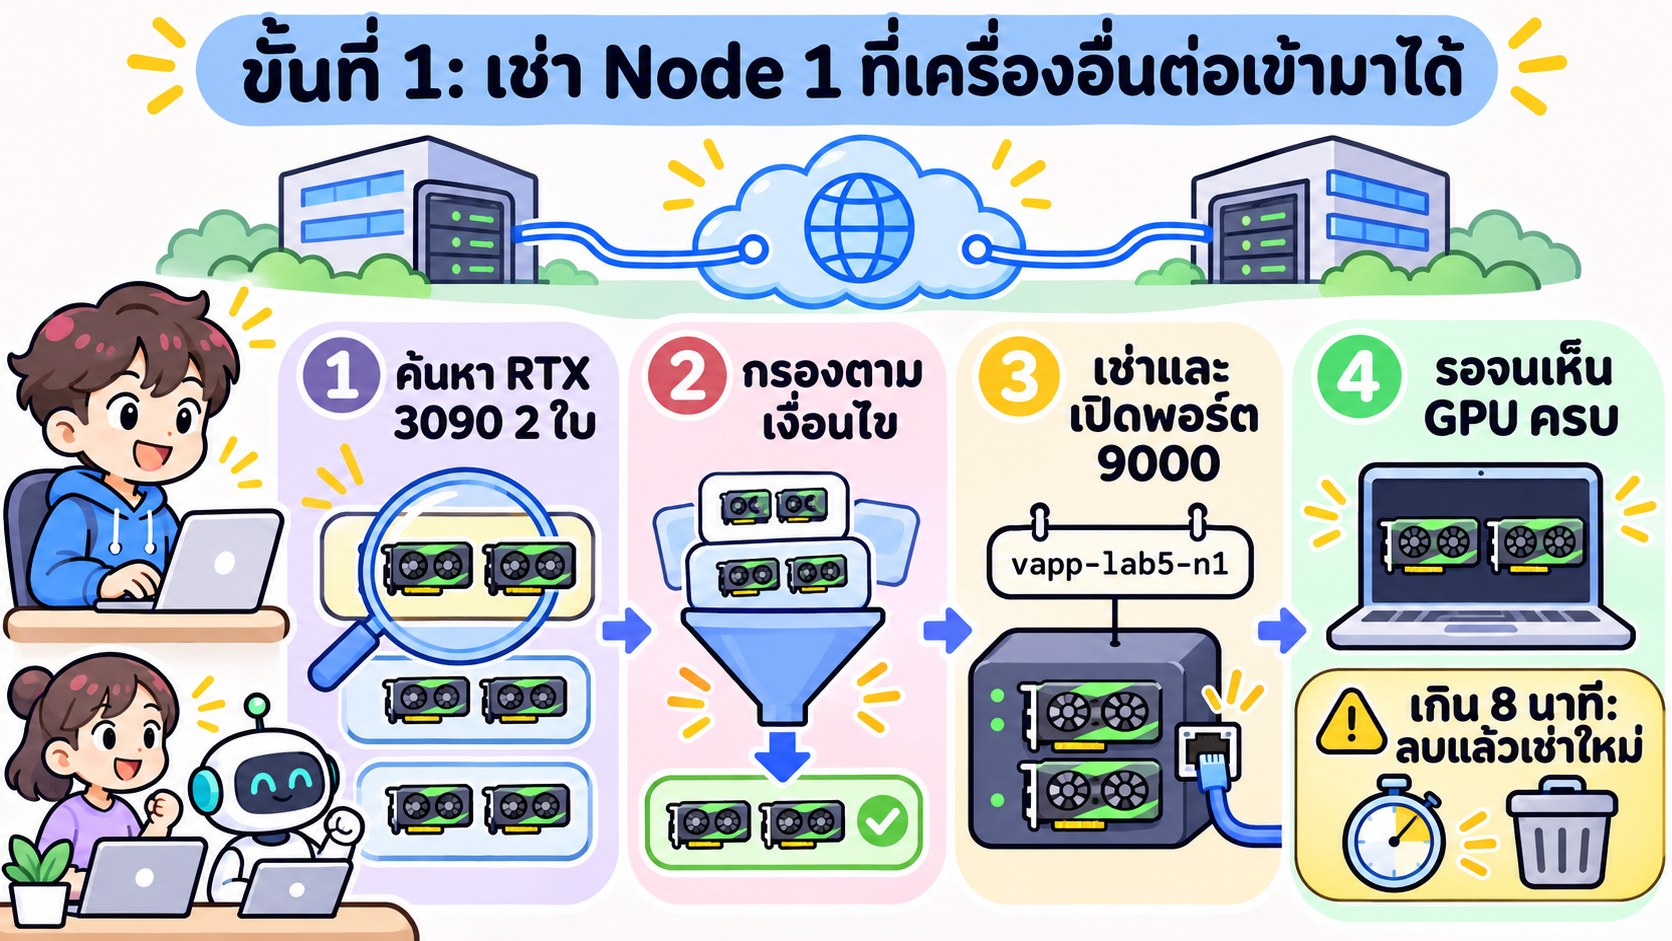 ขั้นที่ 1: เช่า Node 1 ที่เครื่องอื่นต่อเข้ามาได้
1
ค้นหา RTX
3090 2 ใบ
2
กรองตาม
เงื่อนไข
3
เช่าและ
เปิดพอร์ต
9000
vapp-lab5-n1
4
รอจนเห็น
GPU ครบ
เกิน 8 นาที:
ลบแล้วเช่าใหม่